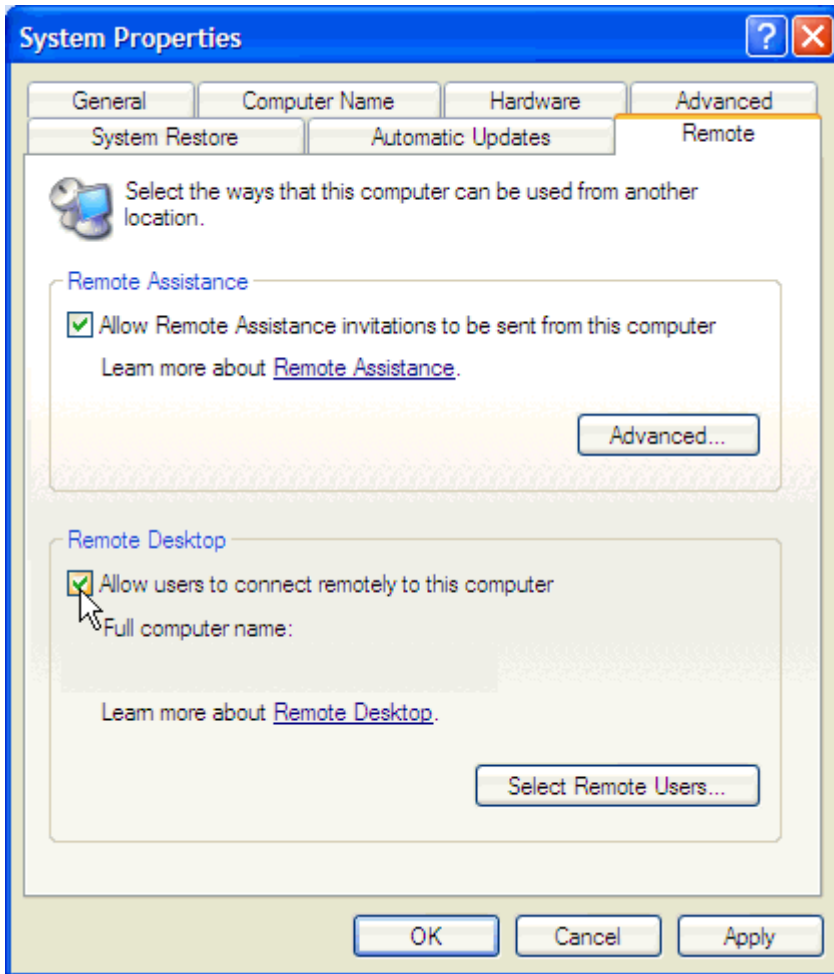 System Properties
General Computer Name Hardware Advanced
System Restore Automatic Updates Remote
Select the ways that this computer can be used from another
location.
Remote Assistance
Allow Remote Assistance invitations to be sent from this computer
Learn more about Remote Assistance.
Advanced...
Remote Desktop
Allow users to connect remotely to this computer
Full computer name:
Learn more about Remote Desktop.
Select Remote Users...
OK Cancel Apply